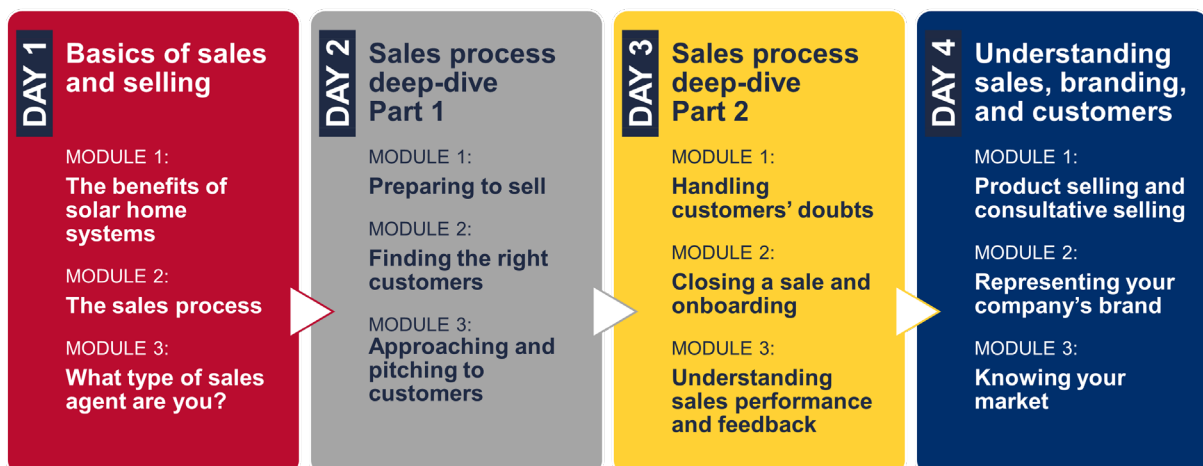 DAY 1
Basics of sales
and selling
MODULE 1:
The benefits of
solar home
systems
MODULE 2:
The sales process
MODULE 3:
What type of sales
agent are you?
DAY 2
Sales process
deep-dive
Part 1
MODULE 1:
Preparing to sell
MODULE 2:
Finding the right
customers
MODULE 3:
Approaching and
pitching to
customers
DAY 3
Sales process
deep-dive
Part 2
MODULE 1:
Handling
customers’ doubts
MODULE 2:
Closing a sale and
onboarding
MODULE 3:
Understanding
sales performance
and feedback
DAY 4
Understanding
sales, branding,
and customers
MODULE 1:
Product selling and
consultative selling
MODULE 2:
Representing your
company’s brand
MODULE 3:
Knowing your
market